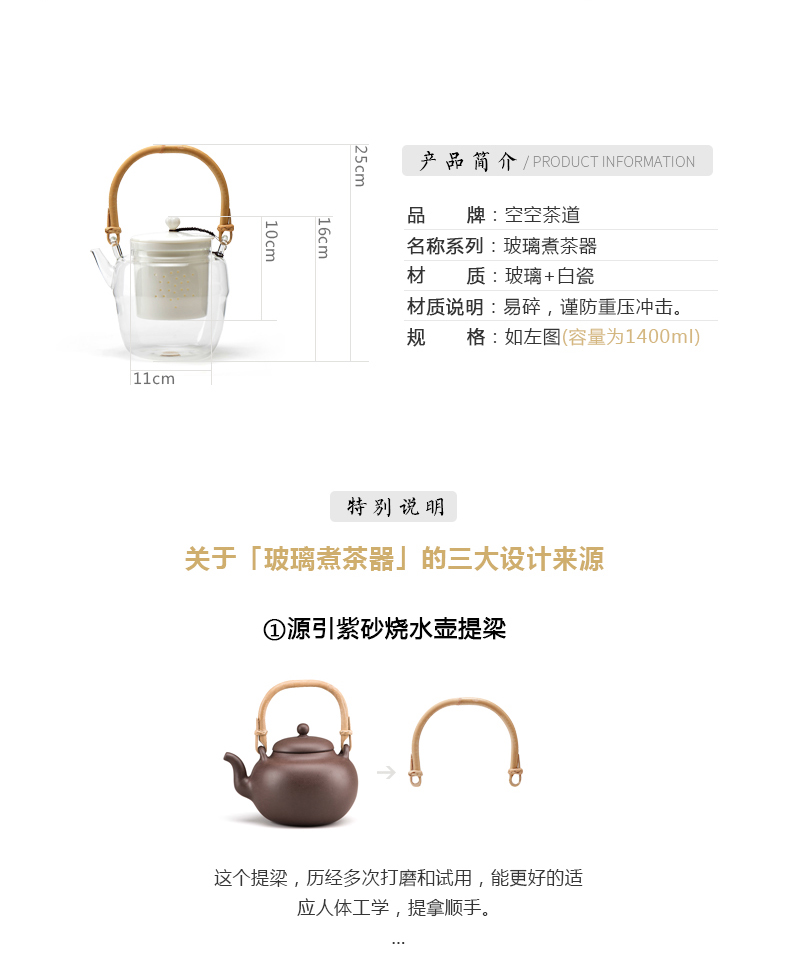 25cm
10cm
16cm
11cm
产品简介 / PRODUCT INFORMATION
品　　牌：空空茶道
名称系列：玻璃煮茶器
材　　质：玻璃+白瓷
材质说明：易碎，谨防重压冲击。
规　　格：如左图(容量为1400ml)
特别说明
关于「玻璃煮茶器」的三大设计来源
①源引紫砂烧水壶提梁
这个提梁，历经多次打磨和试用，能更好的适
应人体工学，提拿顺手。
...